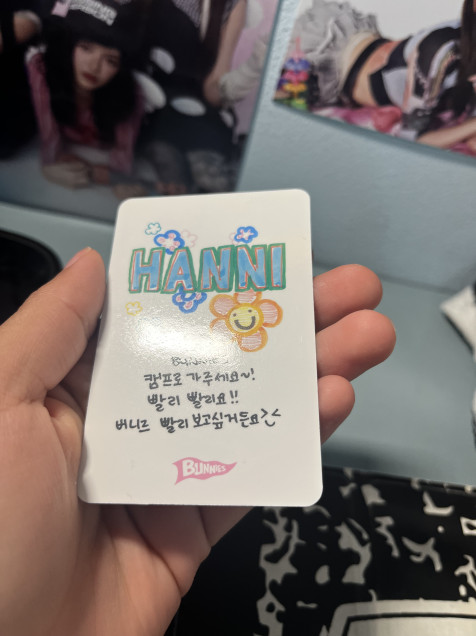 HANNI
캠프로 가주세요~!
빨리 빨리요!!
버니즈 빨리 보고싶거든요><
BUNNIES